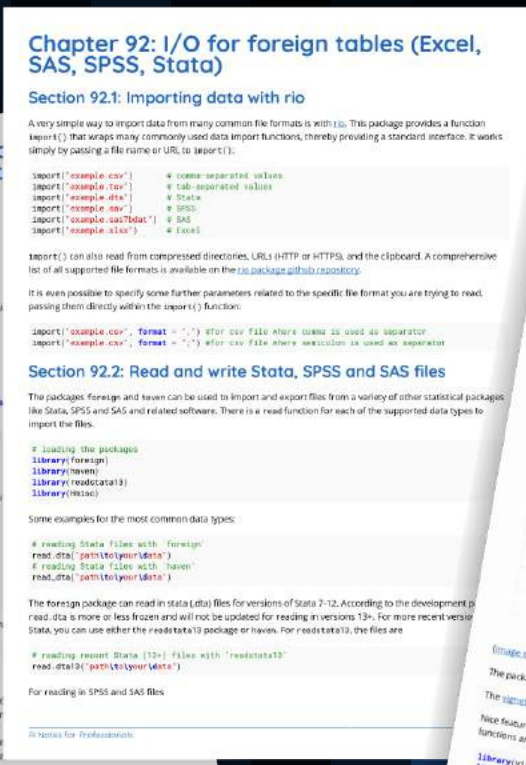 Chapter 92: I/O for foreign tables (Excel,
SAS, SPSS, Stata)
Section 92.1: Importing data with rio
A very simple way to import data from many common file formats is with rio. This package provides a function
import() that wraps many commonly used data import functions, thereby providing a standard interface. It works
simply by passing a file name or URL to import():
import("example.csv") # comma-separated values
import("example.tsv") # tab-separated values
import("example.dta") # Stata
import("example.sav") # SPSS
import("example.sas7bdat") # SAS
import("example.xlsx") # Excel
import() can also read from compressed directories, URLs (HTTP or HTTPS), and the clipboard. A comprehensive
list of all supported file formats is available on the rio package github repository.
It is even possible to specify some further parameters related to the specific file format you are trying to read,
passing them directly within the import() function:
import("example.csv", format = ",") #for csv file where comma is used as separator
import("example.csv", format = ";") #for csv file where semicolon is used as separator
Section 92.2: Read and write Stata, SPSS and SAS files
The packages foreign and haven can be used to import and export files from a variety of other statistical packages
like Stata, SPSS and SAS and related software. There is a read function for each of the supported data types to
import the files.
# loading the packages
library(foreign)
library(haven)
library(readstata13)
library(Hmisc)
Some examples for the most common data types:
# reading Stata files with `foreign`
read.dta("path\to\your\data")
# reading Stata files with `haven`
read_dta("path\to\your\data")
The foreign package can read in stata (.dta) files for versions of Stata 7-12. According to the development p
read.dta is more or less frozen and will not be updated for reading in versions 13+. For more recent versio
Stata, you can use either the readstata13 package or haven. For readstata13, the files are
# reading recent Stata (13+) files with `readstata13`
read.dta13("path\to\your\data")
For reading in SPSS and SAS files
R Notes for Professionals
(image
The pack
The
Nice featur
functions a
library(vi